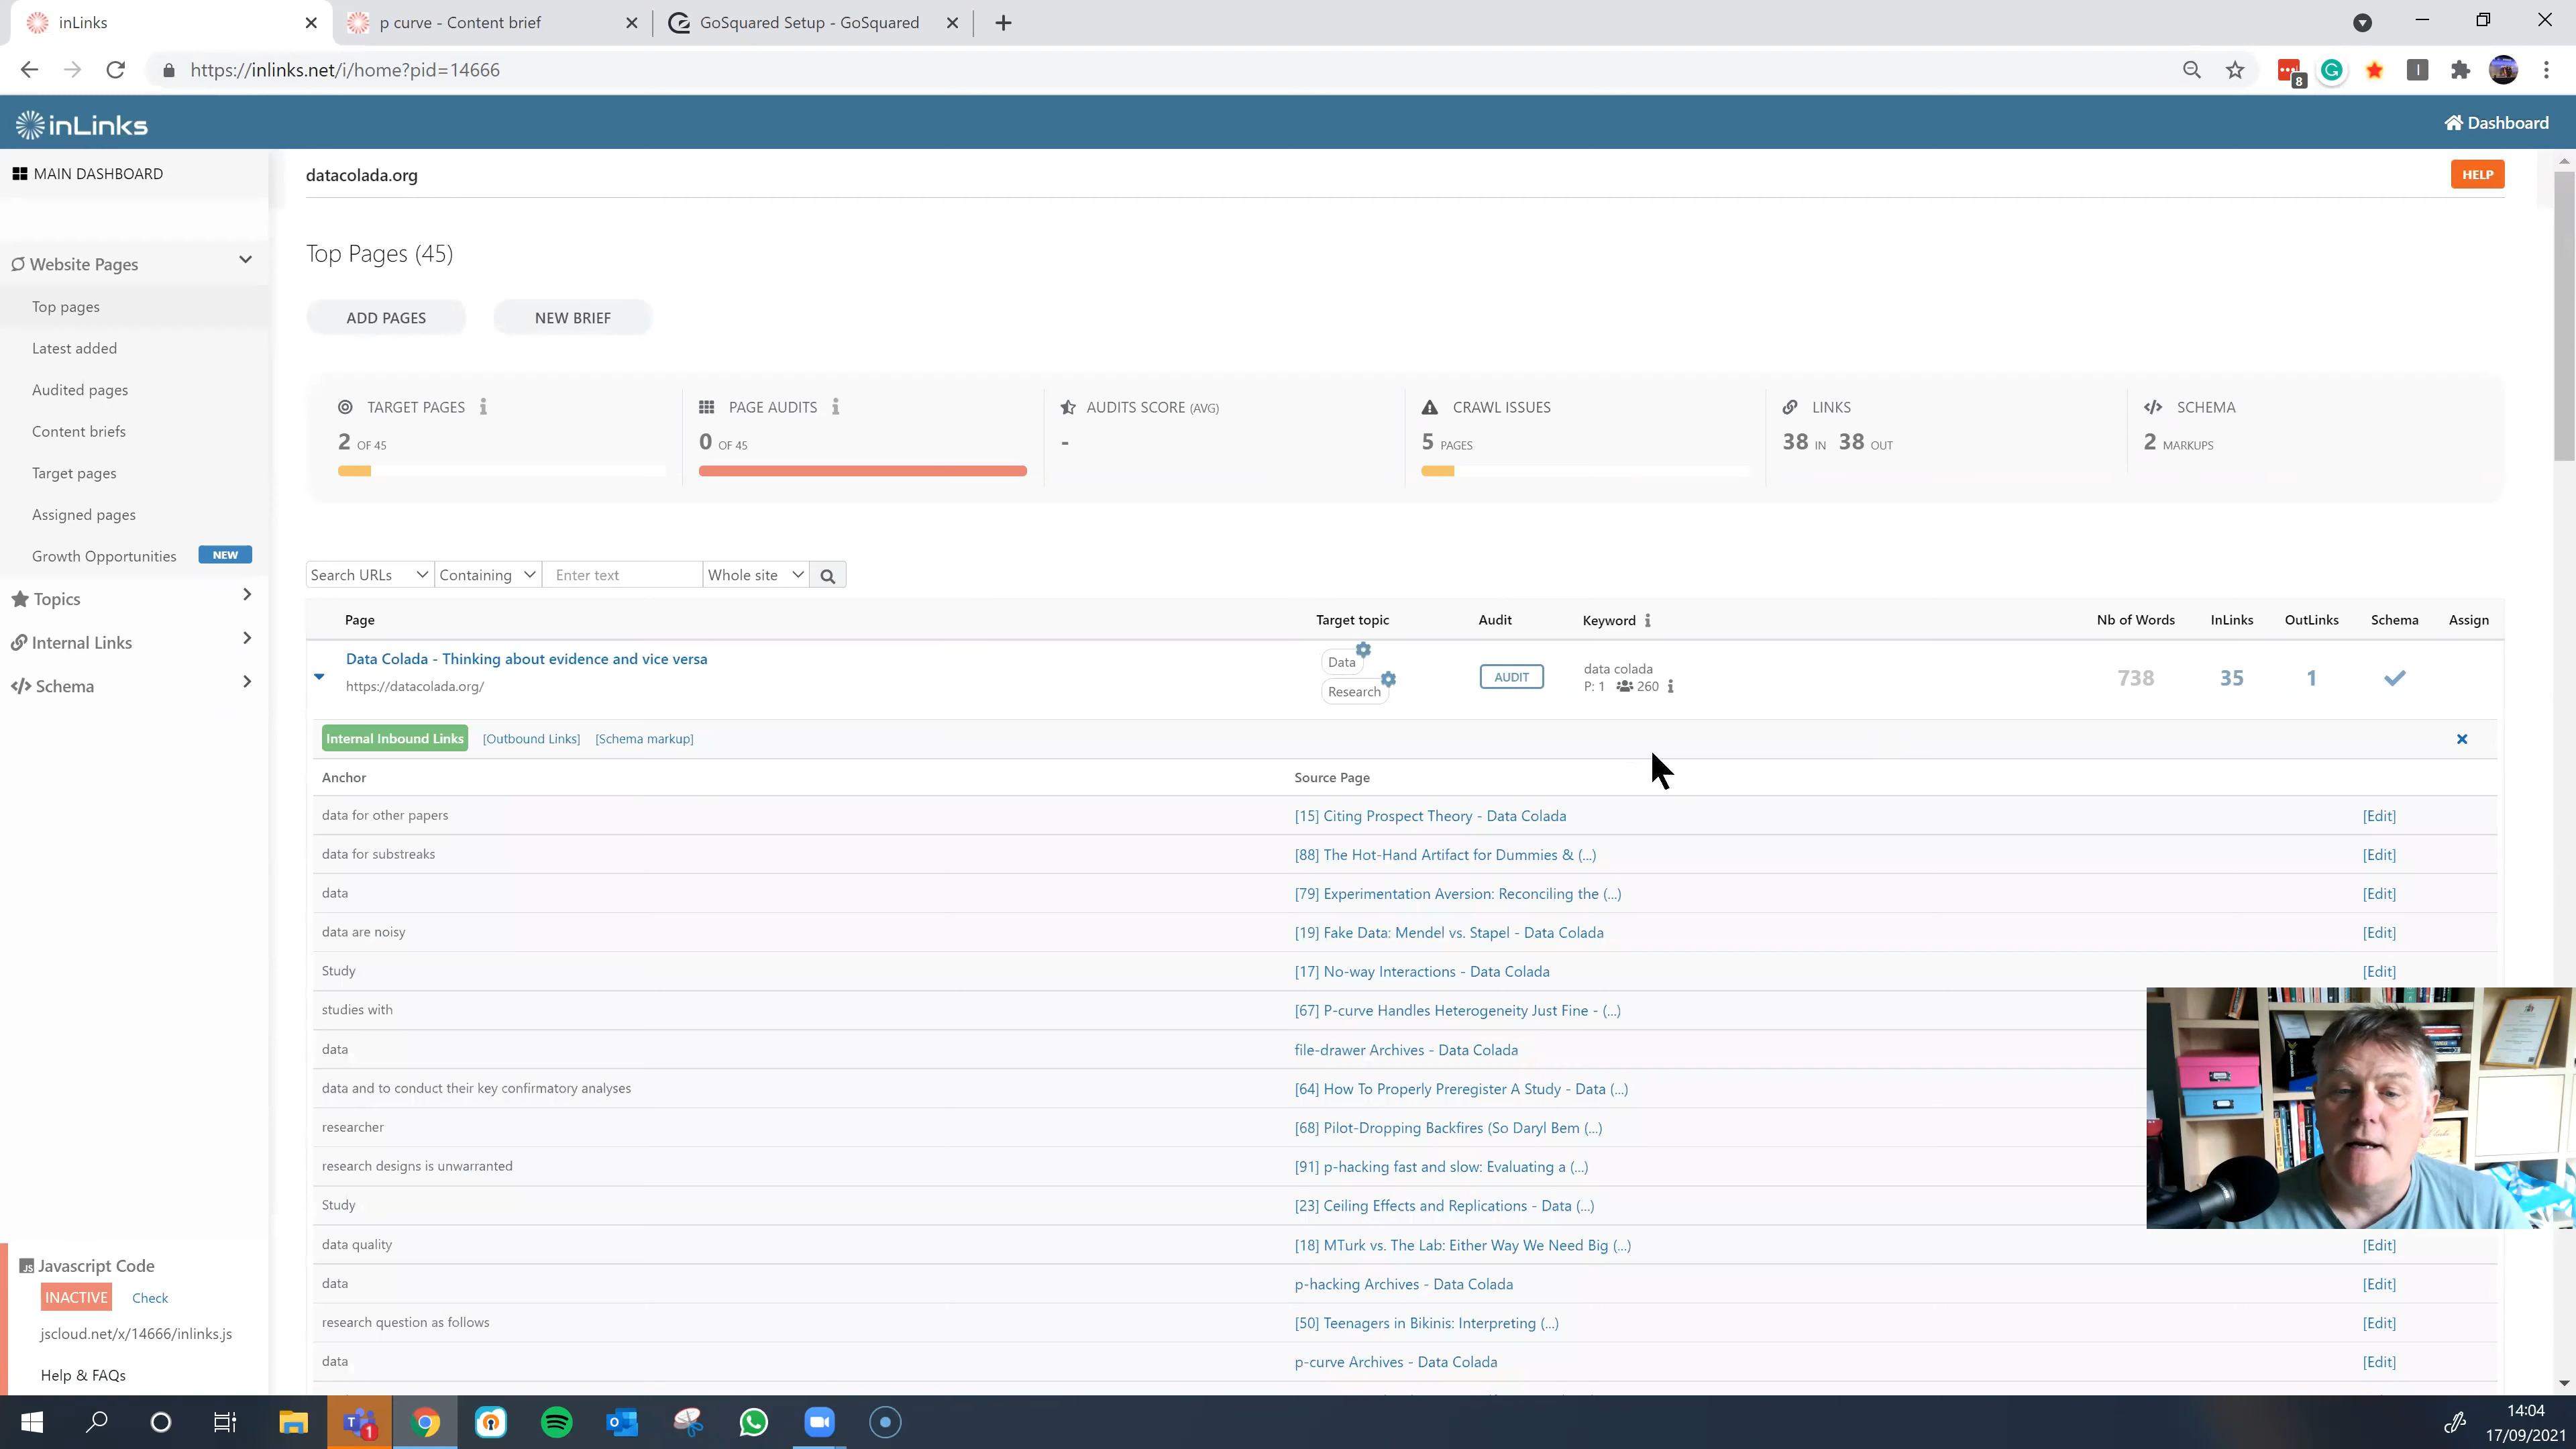 inLinks
p curve - Content brief
GoSquared Setup - GoSquared
https://inlinks.net/i/home?pid=14666
8
inLinks
Dashboard
MAIN DASHBOARD
datacolada.org
HELP
Website Pages
Top pages
Latest added
Audited pages
Content briefs
Target pages
Assigned pages
Growth Opportunities NEW
Topics
Internal Links
Schema
Top Pages (45)
ADD PAGES NEW BRIEF
TARGET PAGES
2 OF 45
PAGE AUDITS
0 OF 45
AUDITS SCORE (AVG)
-
CRAWL ISSUES
5 PAGES
LINKS
38 IN 38 OUT
SCHEMA
2 MARKUPS
Search URLs Containing Enter text Whole site
Page Target topic Audit Keyword Nb of Words InLinks OutLinks Schema Assign
Data Colada - Thinking about evidence and vice versa
https://datacolada.org/
Data
Research
AUDIT
data colada
P: 1 260
738 35 1
Internal Inbound Links [Outbound Links] [Schema markup]
Anchor Source Page
data for other papers [15] Citing Prospect Theory - Data Colada [Edit]
data for substreaks [88] The Hot-Hand Artifact for Dummies & (...) [Edit]
data [79] Experimentation Aversion: Reconciling the (...) [Edit]
data are noisy [19] Fake Data: Mendel vs. Stapel - Data Colada [Edit]
Study [17] No-way Interactions - Data Colada [Edit]
studies with [67] P-curve Handles Heterogeneity Just Fine - (...)
data file-drawer Archives - Data Colada
data and to conduct their key confirmatory analyses [64] How To Properly Preregister A Study - Data (...)
researcher [68] Pilot-Dropping Backfires (So Daryl Bem (...)
research designs is unwarranted [91] p-hacking fast and slow: Evaluating a (...)
Study [23] Ceiling Effects and Replications - Data (...)
data quality [18] MTurk vs. The Lab: Either Way We Need Big (...) [Edit]
data p-hacking Archives - Data Colada [Edit]
research question as follows [50] Teenagers in Bikinis: Interpreting (...) [Edit]
data p-curve Archives - Data Colada [Edit]
Javascript Code
INACTIVE Check
jscloud.net/x/14666/inlinks.js
Help & FAQs
1
14:04
17/09/2021